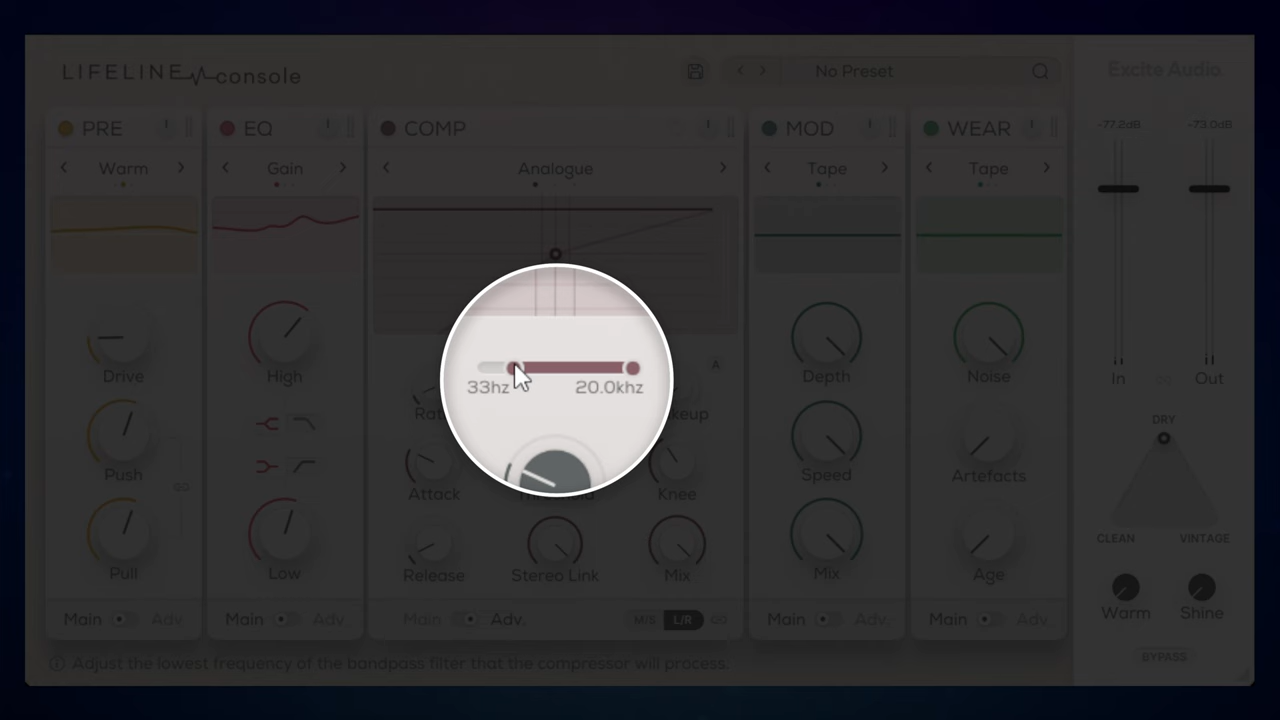 LIFELINE console
No Preset
Excite Audio.
PRE
EQ
COMP
MOD
WEAR
-77.2dB
-73.0dB
Warm
Gain
Analogue
Tape
Tape
A
33hz
20.0khz
Drive
High
Depth
Noise
In
Out
DRY
Push
Attack
Knee
Speed
Artefacts
Pull
Low
Release
Stereo Link
Mix
Mix
Age
CLEAN
VINTAGE
Warm
Shine
Main
Adv.
Main
Adv.
Main
Adv.
M/S
L/R
Main
Adv.
Main
Adv.
BYPASS
Adjust the lowest frequency of the bandpass filter that the compressor will process.